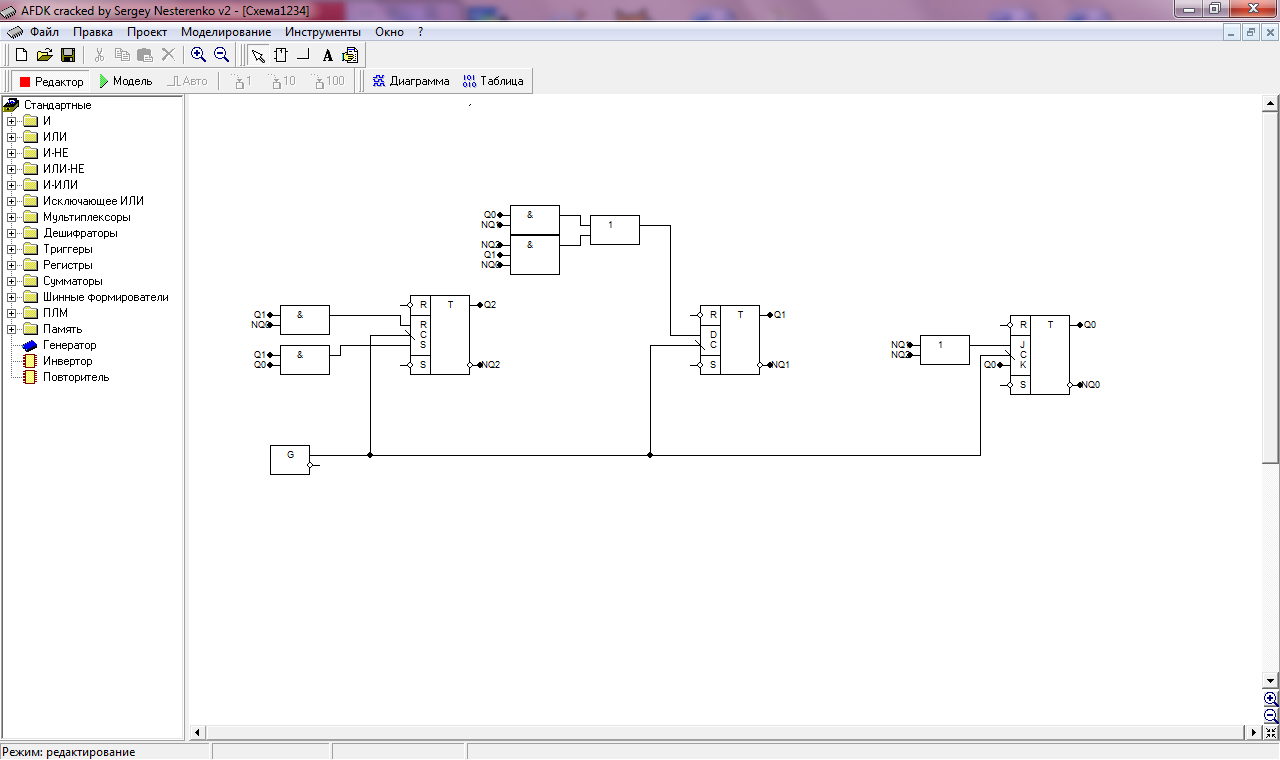 AFDK cracked by Sergey Nesterenko v2 - [Схема1234]
Файл Правка Проект Моделирование Инструменты Окно ?
A
Редактор Модель Авто 1 10 100 Диаграмма Таблица
Стандартные
И
ИЛИ
И-НЕ
ИЛИ-НЕ
И-ИЛИ
Исключающее ИЛИ
Мультиплексоры
Дешифраторы
Триггеры
Регистры
Сумматоры
Шинные формирователи
ПЛМ
Память
Генератор
Инвертор
Повторитель
Q0 & 1
NQ1
NQ2 &
Q1
NQ0
R T Q2
Q1 & R
NQ0 C
Q1 & S
Q0 S NQ2
R T Q1
D
C
S NQ1
R T Q0
NQ1 1 J
NQ2 C
Q0 K
S NQ0
G
Режим: редактирование